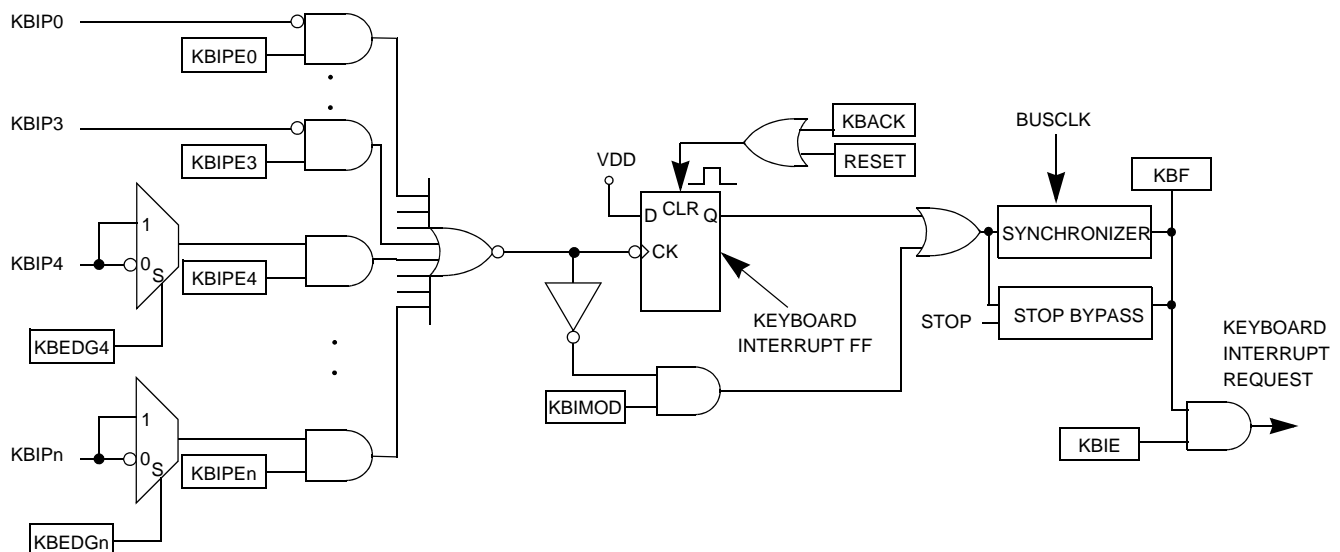 KBIP0
KBIPE0
KBIP3
KBIPE3
KBIP4
1
0
S
KBIPE4
KBEDG4
KBIPn
1
0
S
KBIPEn
KBEDGn
VDD
D
CLR
Q
CK
KBACK
RESET
KEYBOARD
INTERRUPT FF
KBIMOD
BUSCLK
SYNCHRONIZER
KBF
STOP
STOP BYPASS
KBIE
KEYBOARD
INTERRUPT
REQUEST